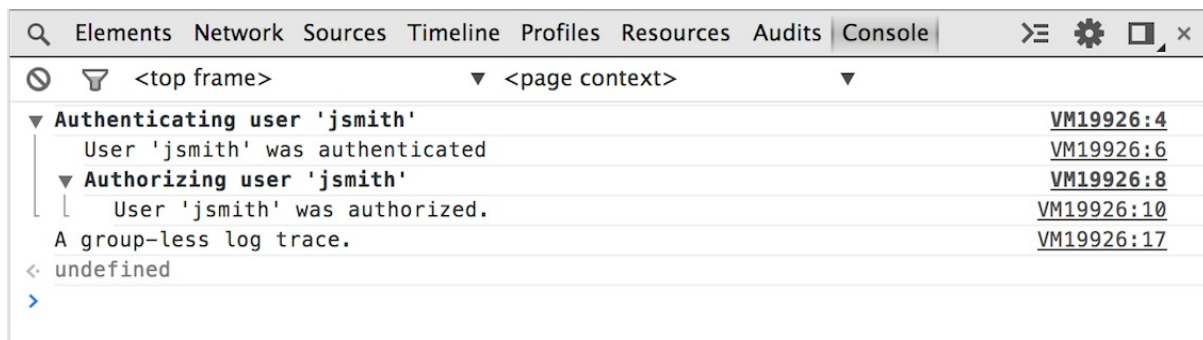 Elements Network Sources Timeline Profiles Resources Audits Console
<top frame> <page context>
Authenticating user 'jsmith' VM19926:4
User 'jsmith' was authenticated VM19926:6
Authorizing user 'jsmith' VM19926:8
User 'jsmith' was authorized. VM19926:10
A group-less log trace. VM19926:17
undefined